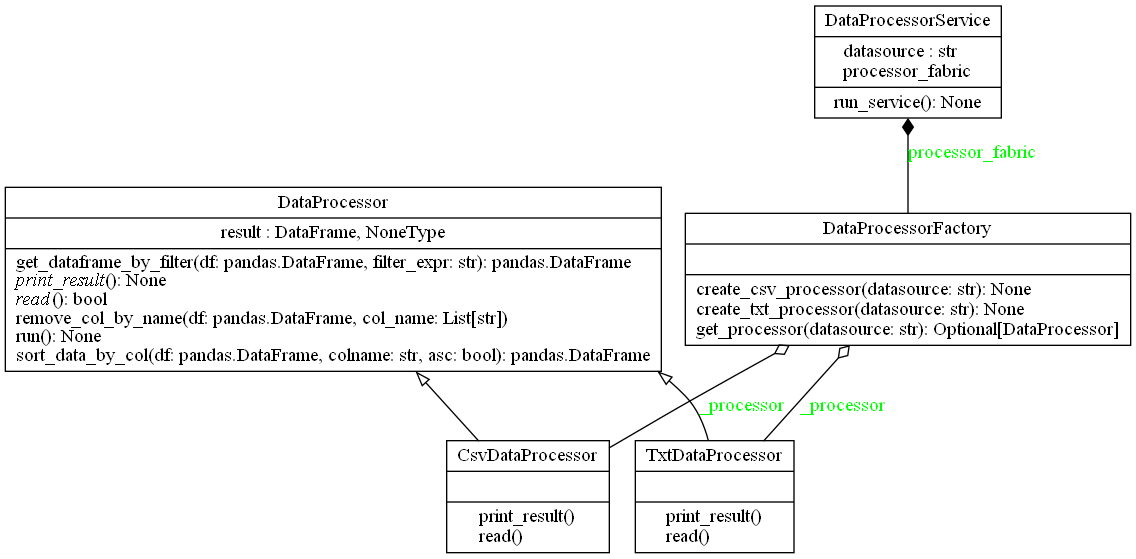 DataProcessorService
datasource : str
processor_fabric
run_service(): None
processor_fabric
DataProcessor
result : DataFrame, NoneType
get_dataframe_by_filter(df: pandas.DataFrame, filter_expr: str): pandas.DataFrame
print_result(): None
read(): bool
remove_col_by_name(df: pandas.DataFrame, col_name: List[str])
run(): None
sort_data_by_col(df: pandas.DataFrame, colname: str, asc: bool): pandas.DataFrame
DataProcessorFactory
create_csv_processor(datasource: str): None
create_txt_processor(datasource: str): None
get_processor(datasource: str): Optional[DataProcessor]
_processor
_processor
CsvDataProcessor
print_result()
read()
TxtDataProcessor
print_result()
read()